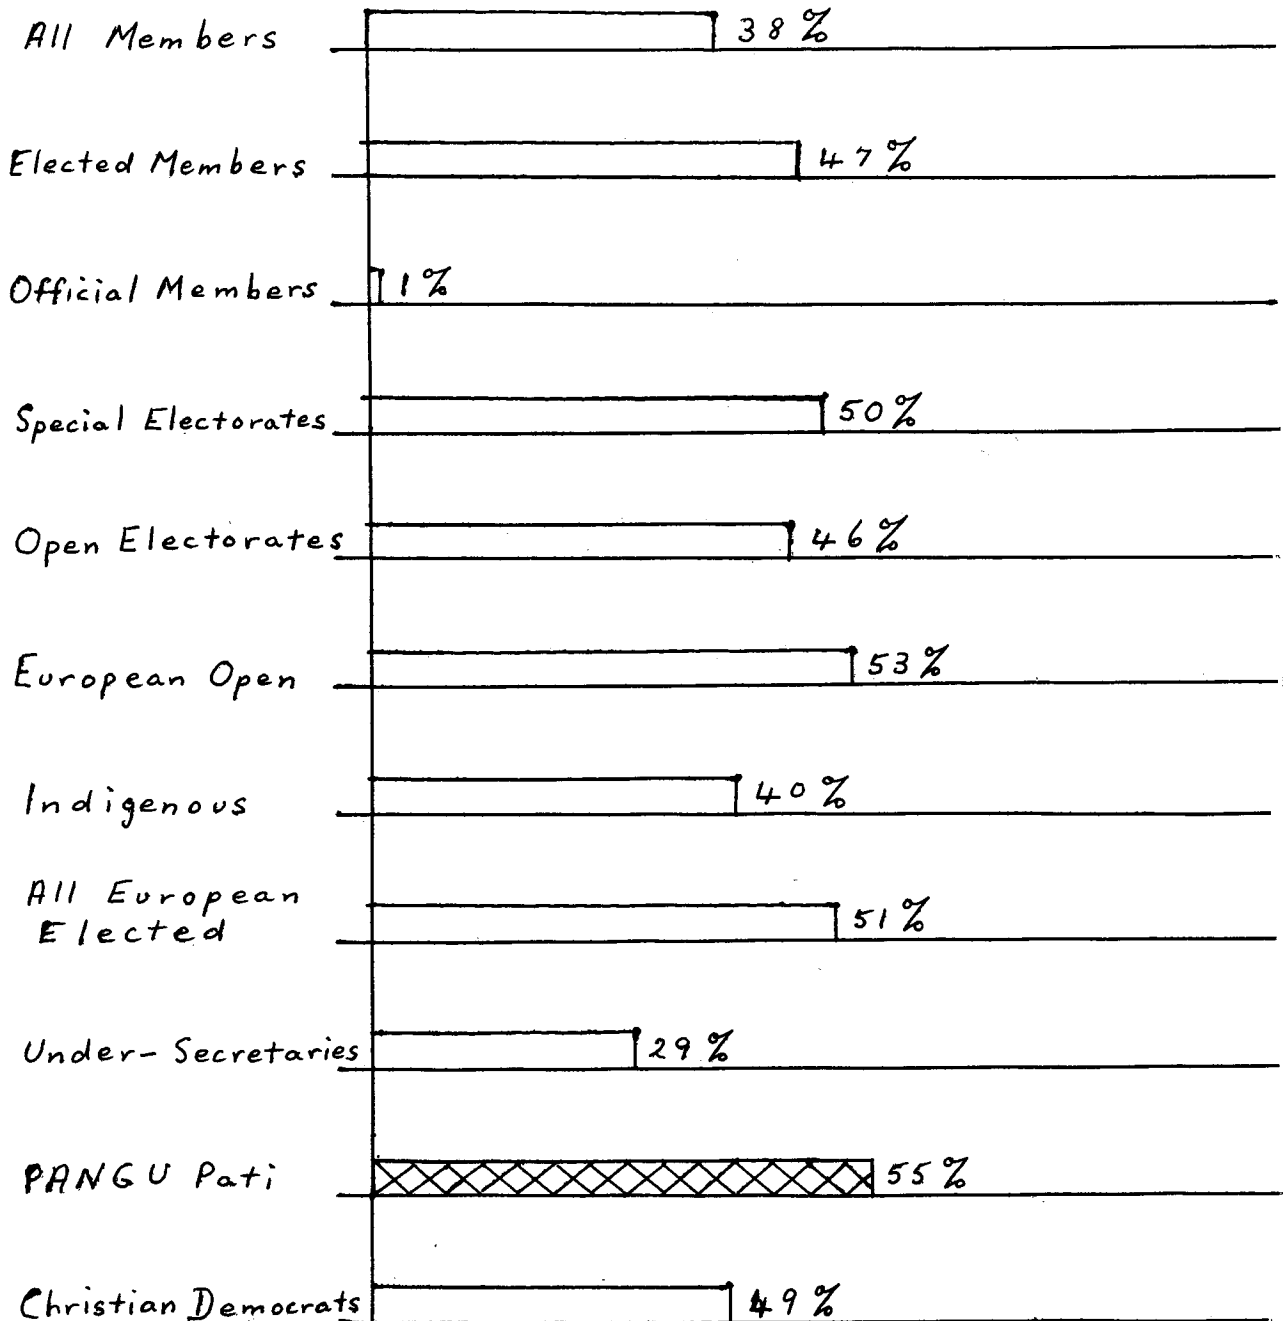 All Members 38%
Elected Members 47%
Official Members 1%
Special Electorates 50%
Open Electorates 46%
European Open 53%
Indigenous 40%
All European
Elected 51%
Under-Secretaries 29%
PANGU Pati 55%
Christian Democrats 49%